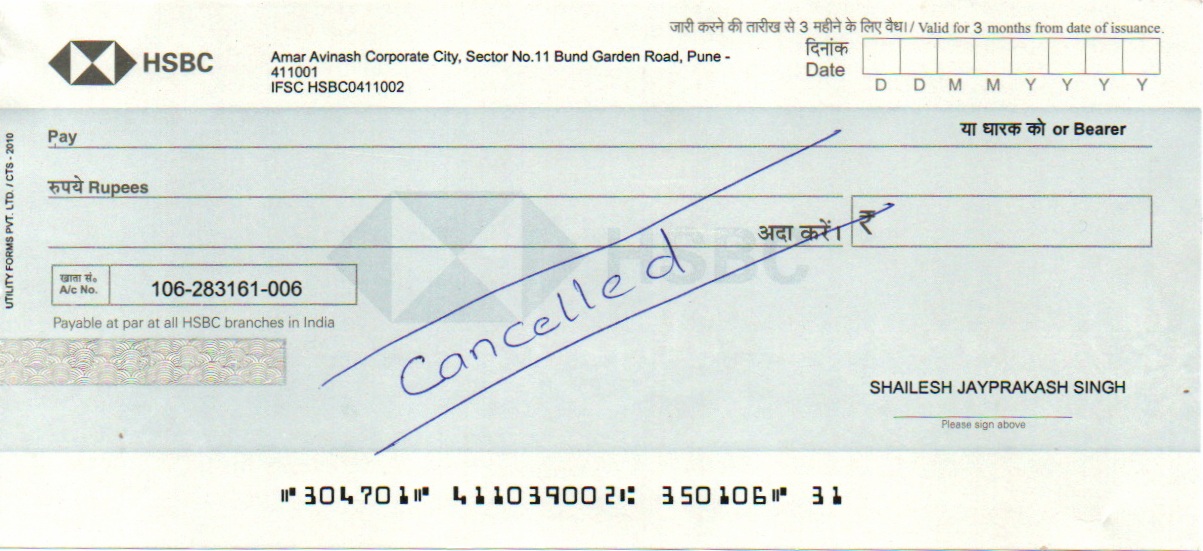 जारी करने की तारीख से 3 महीने के लिए वैध।/ Valid for 3 months from date of issuance.
HSBC
Amar Avinash Corporate City, Sector No.11 Bund Garden Road, Pune -
411001
IFSC HSBC0411002
दिनांक
Date
D D M M Y Y Y Y
Pay
या धारक को or Bearer
रुपये Rupees
अदा करें। ₹
HSBC
खाता सं.
A/c No.
106-283161-006
Payable at par at all HSBC branches in India
Cancelled
SHAILESH JAYPRAKASH SINGH
Please sign above
UTILITY FORMS PVT. LTD. / CTS - 2010
⑈304701⑈ 411039002⑆ 350106⑈ 31